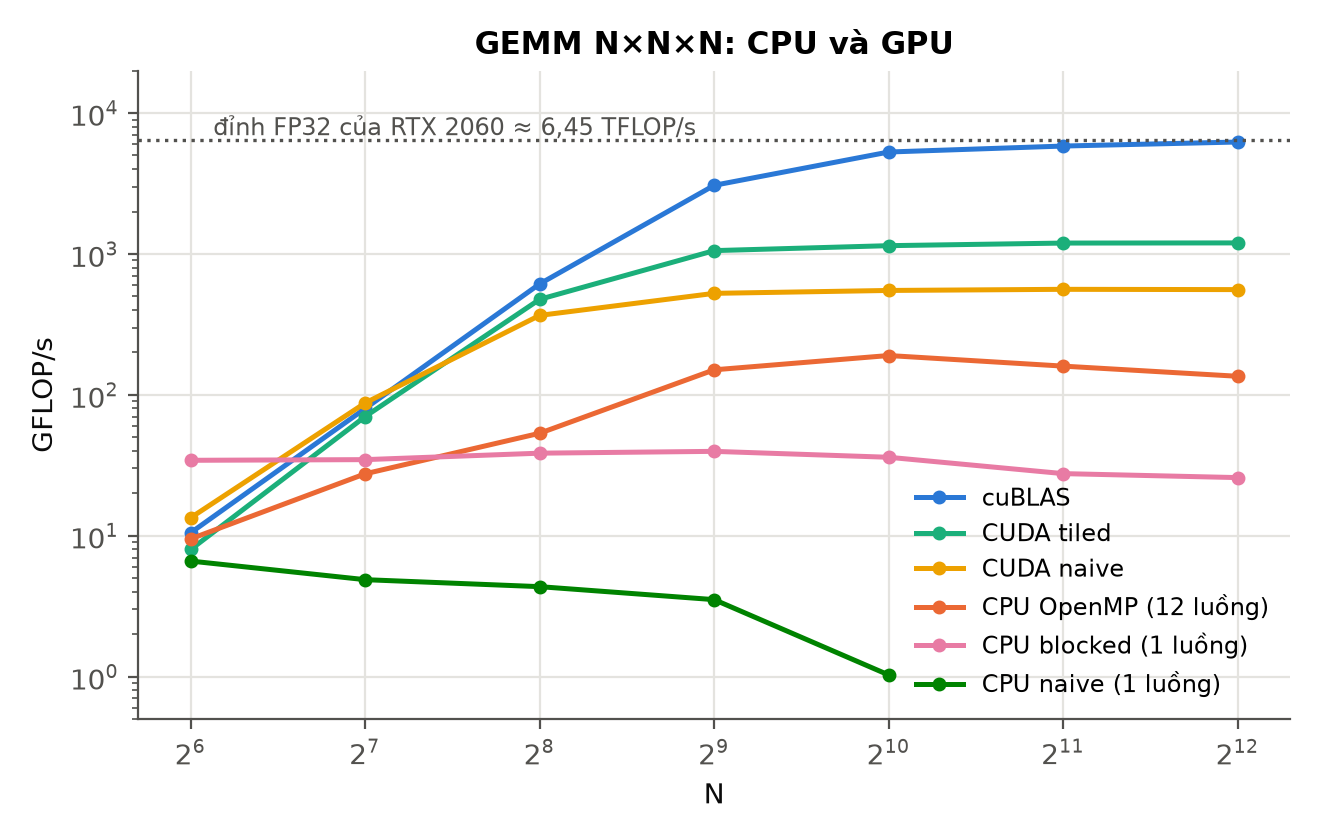 GEMM N×N×N: CPU và GPU
đỉnh FP32 của RTX 2060 ≈ 6,45 TFLOP/s
GFLOP/s
10⁴
10³
10²
10¹
10⁰
cuBLAS
CUDA tiled
CUDA naive
CPU OpenMP (12 luồng)
CPU blocked (1 luồng)
CPU naive (1 luồng)
2⁶ 2⁷ 2⁸ 2⁹ 2¹⁰ 2¹¹ 2¹²
N